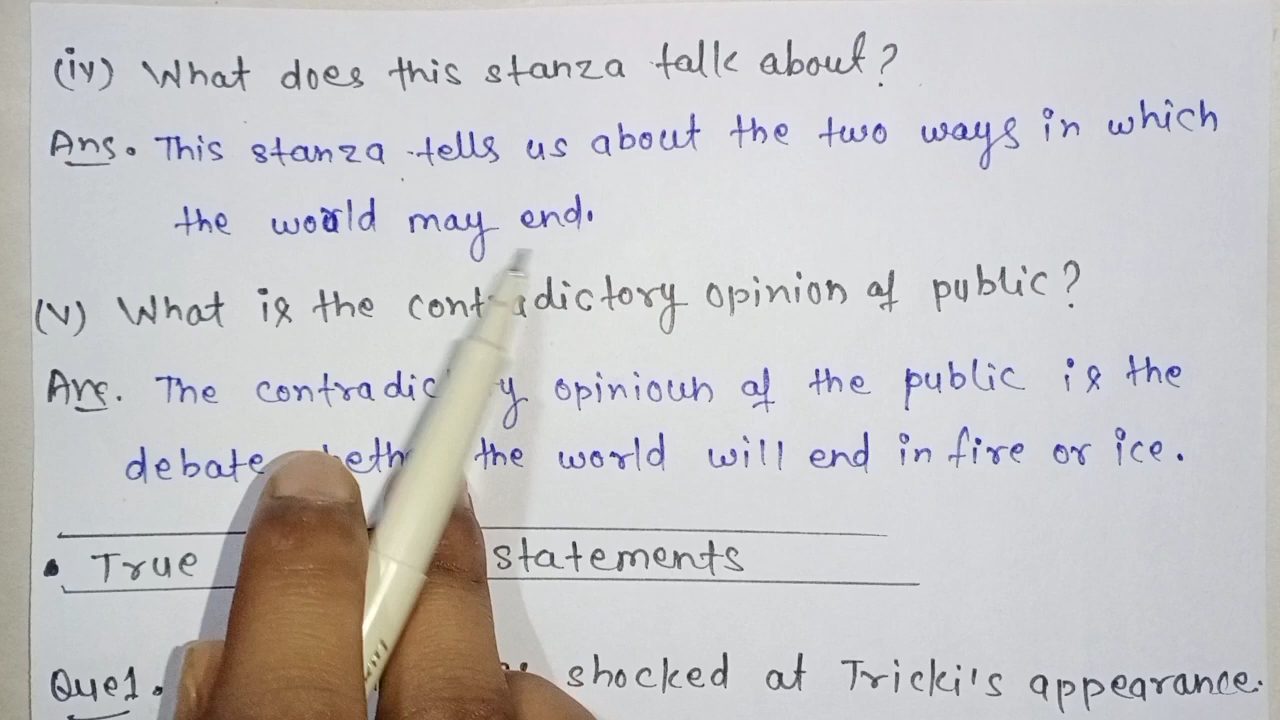 (iv) What does this stanza talk about?
Ans. This stanza tells us about the two ways in which
the world may end.
(v) What is the contradictory opinion of public?
Ans. The opinioun of the public is the
debate the world will end in fire or ice.
• True statements
Que1. shocked at Tricki's appearance.